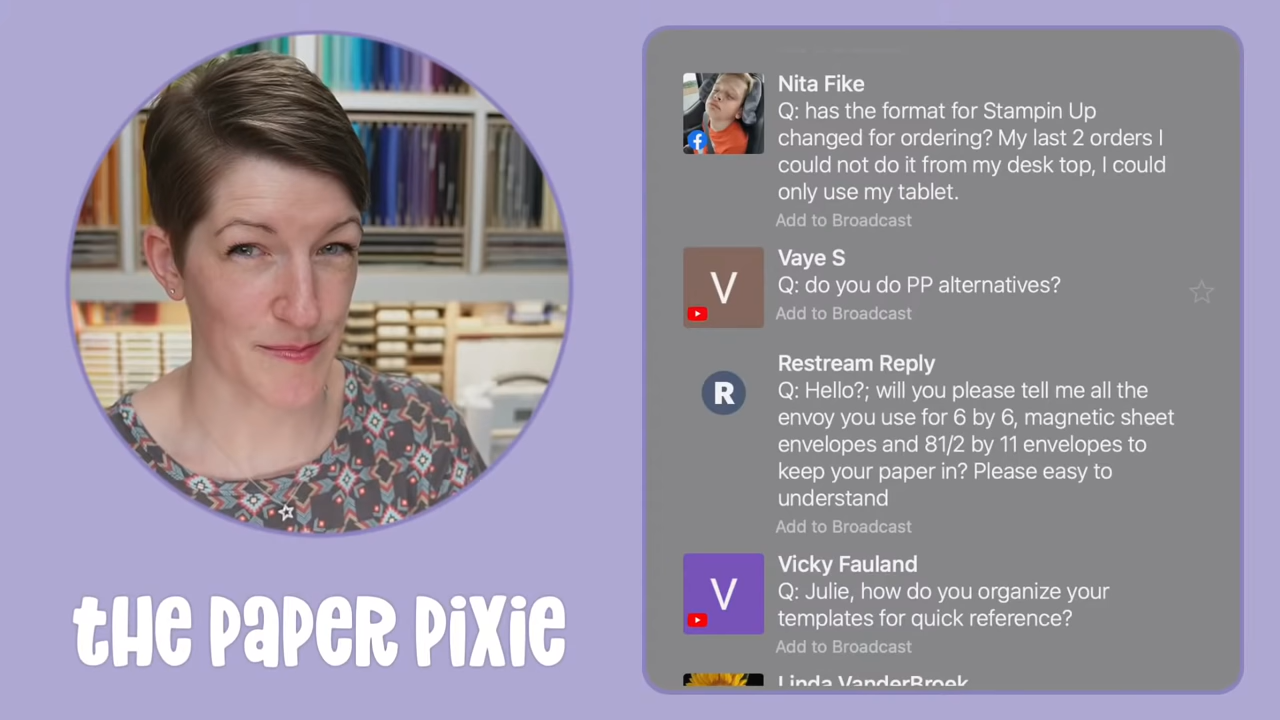 Nita Fike
Q: has the format for Stampin Up
changed for ordering? My last 2 orders I
could not do it from my desk top, I could
only use my tablet.
Add to Broadcast
V
Vaye S
Q: do you do PP alternatives?
Add to Broadcast
R
Restream Reply
Q: Hello?; will you please tell me all the
envoy you use for 6 by 6, magnetic sheet
envelopes and 81/2 by 11 envelopes to
keep your paper in? Please easy to
understand
Add to Broadcast
V
Vicky Fauland
Q: Julie, how do you organize your
templates for quick reference?
Add to Broadcast
Linda VanderBroek
the paper pixie